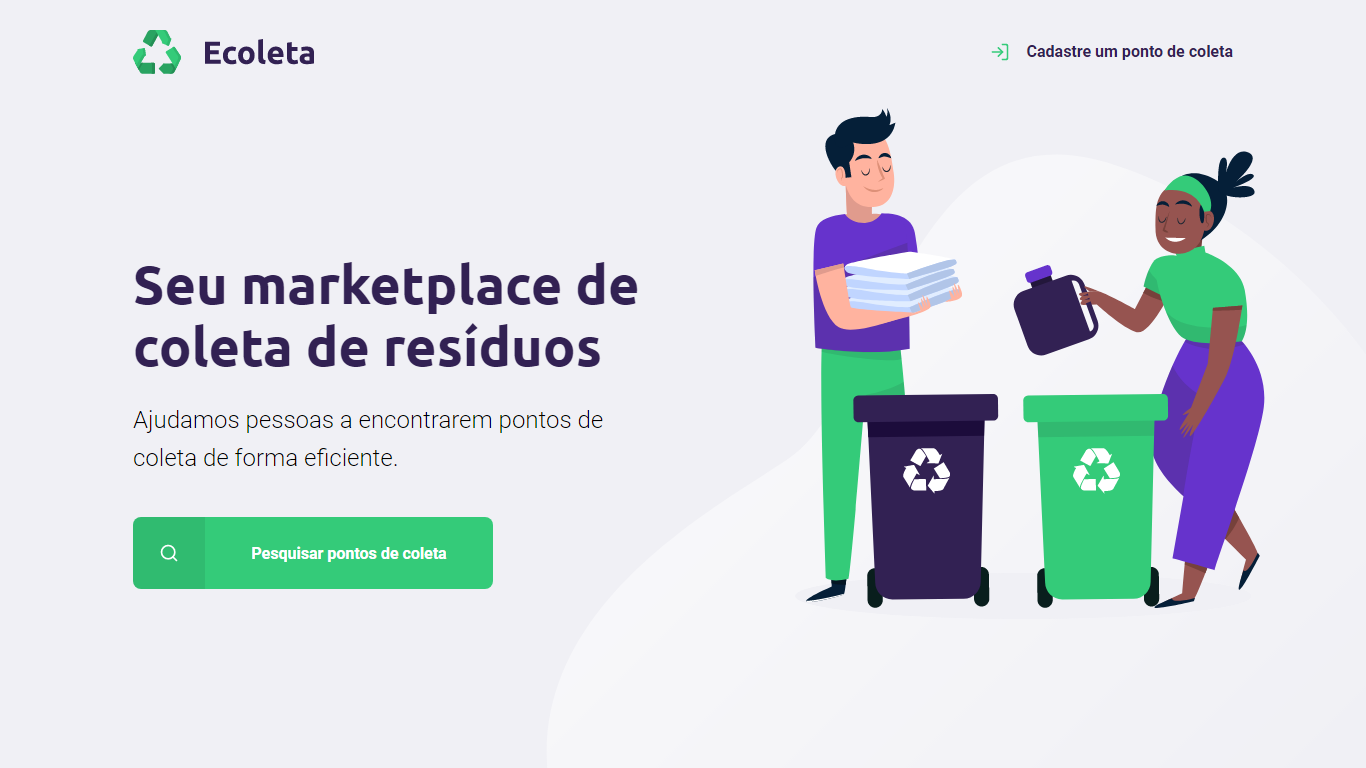 Ecoleta
Cadastre um ponto de coleta
Seu marketplace de
coleta de resíduos
Ajudamos pessoas a encontrarem pontos de
coleta de forma eficiente.
Pesquisar pontos de coleta